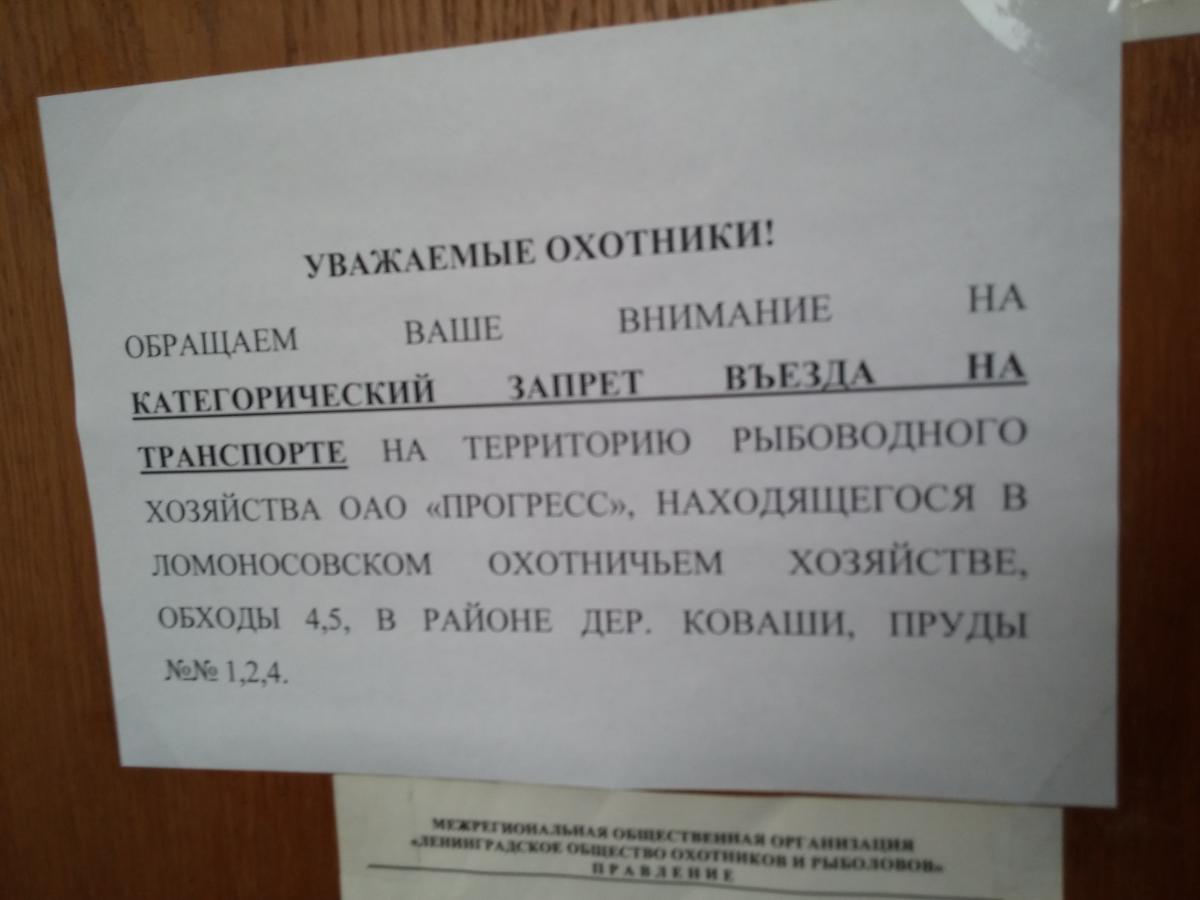 УВАЖАЕМЫЕ ОХОТНИКИ!
ОБРАЩАЕМ ВАШЕ ВНИМАНИЕ НА
КАТЕГОРИЧЕСКИЙ ЗАПРЕТ ВЪЕЗДА НА
ТРАНСПОРТЕ НА ТЕРРИТОРИЮ РЫБОВОДНОГО
ХОЗЯЙСТВА ОАО «ПРОГРЕСС», НАХОДЯЩЕГОСЯ В
ЛОМОНОСОВСКОМ ОХОТНИЧЬЕМ ХОЗЯЙСТВЕ,
ОБХОДЫ 4,5, В РАЙОНЕ ДЕР. КОВАШИ, ПРУДЫ
№№ 1,2,4.
МЕЖРЕГИОНАЛЬНАЯ ОБЩЕСТВЕННАЯ ОРГАНИЗАЦИЯ
«ЛЕНИНГРАДСКОЕ ОБЩЕСТВО ОХОТНИКОВ И РЫБОЛОВОВ»
П Р А В Л Е Н И Е